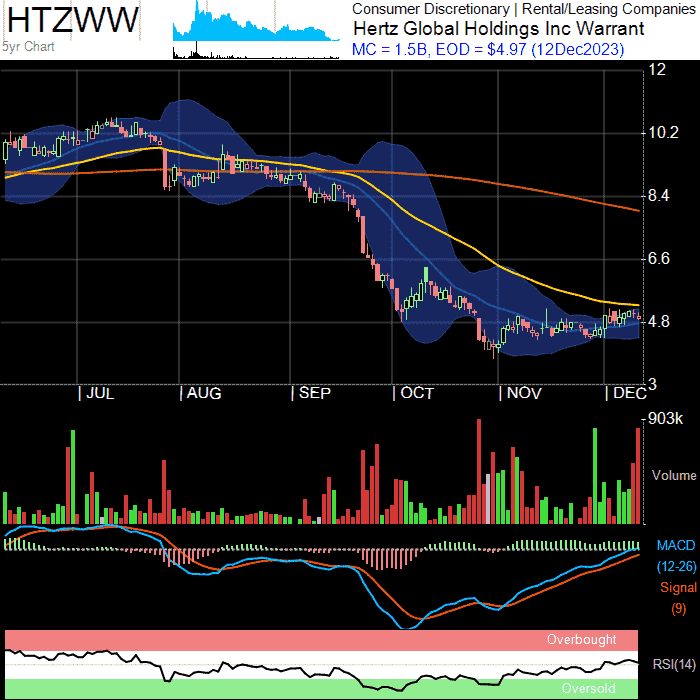 HTZWW
5yr Chart
Consumer Discretionary | Rental/Leasing Companies
Hertz Global Holdings Inc Warrant
MC = 1.5B, EOD = $4.97 (12Dec2023)
12
10.2
8.4
6.6
4.8
3
| JUL | AUG | SEP | OCT | NOV | DEC
903k
Volume
MACD
(12-26)
Signal
(9)
Overbought
RSI(14)
Oversold